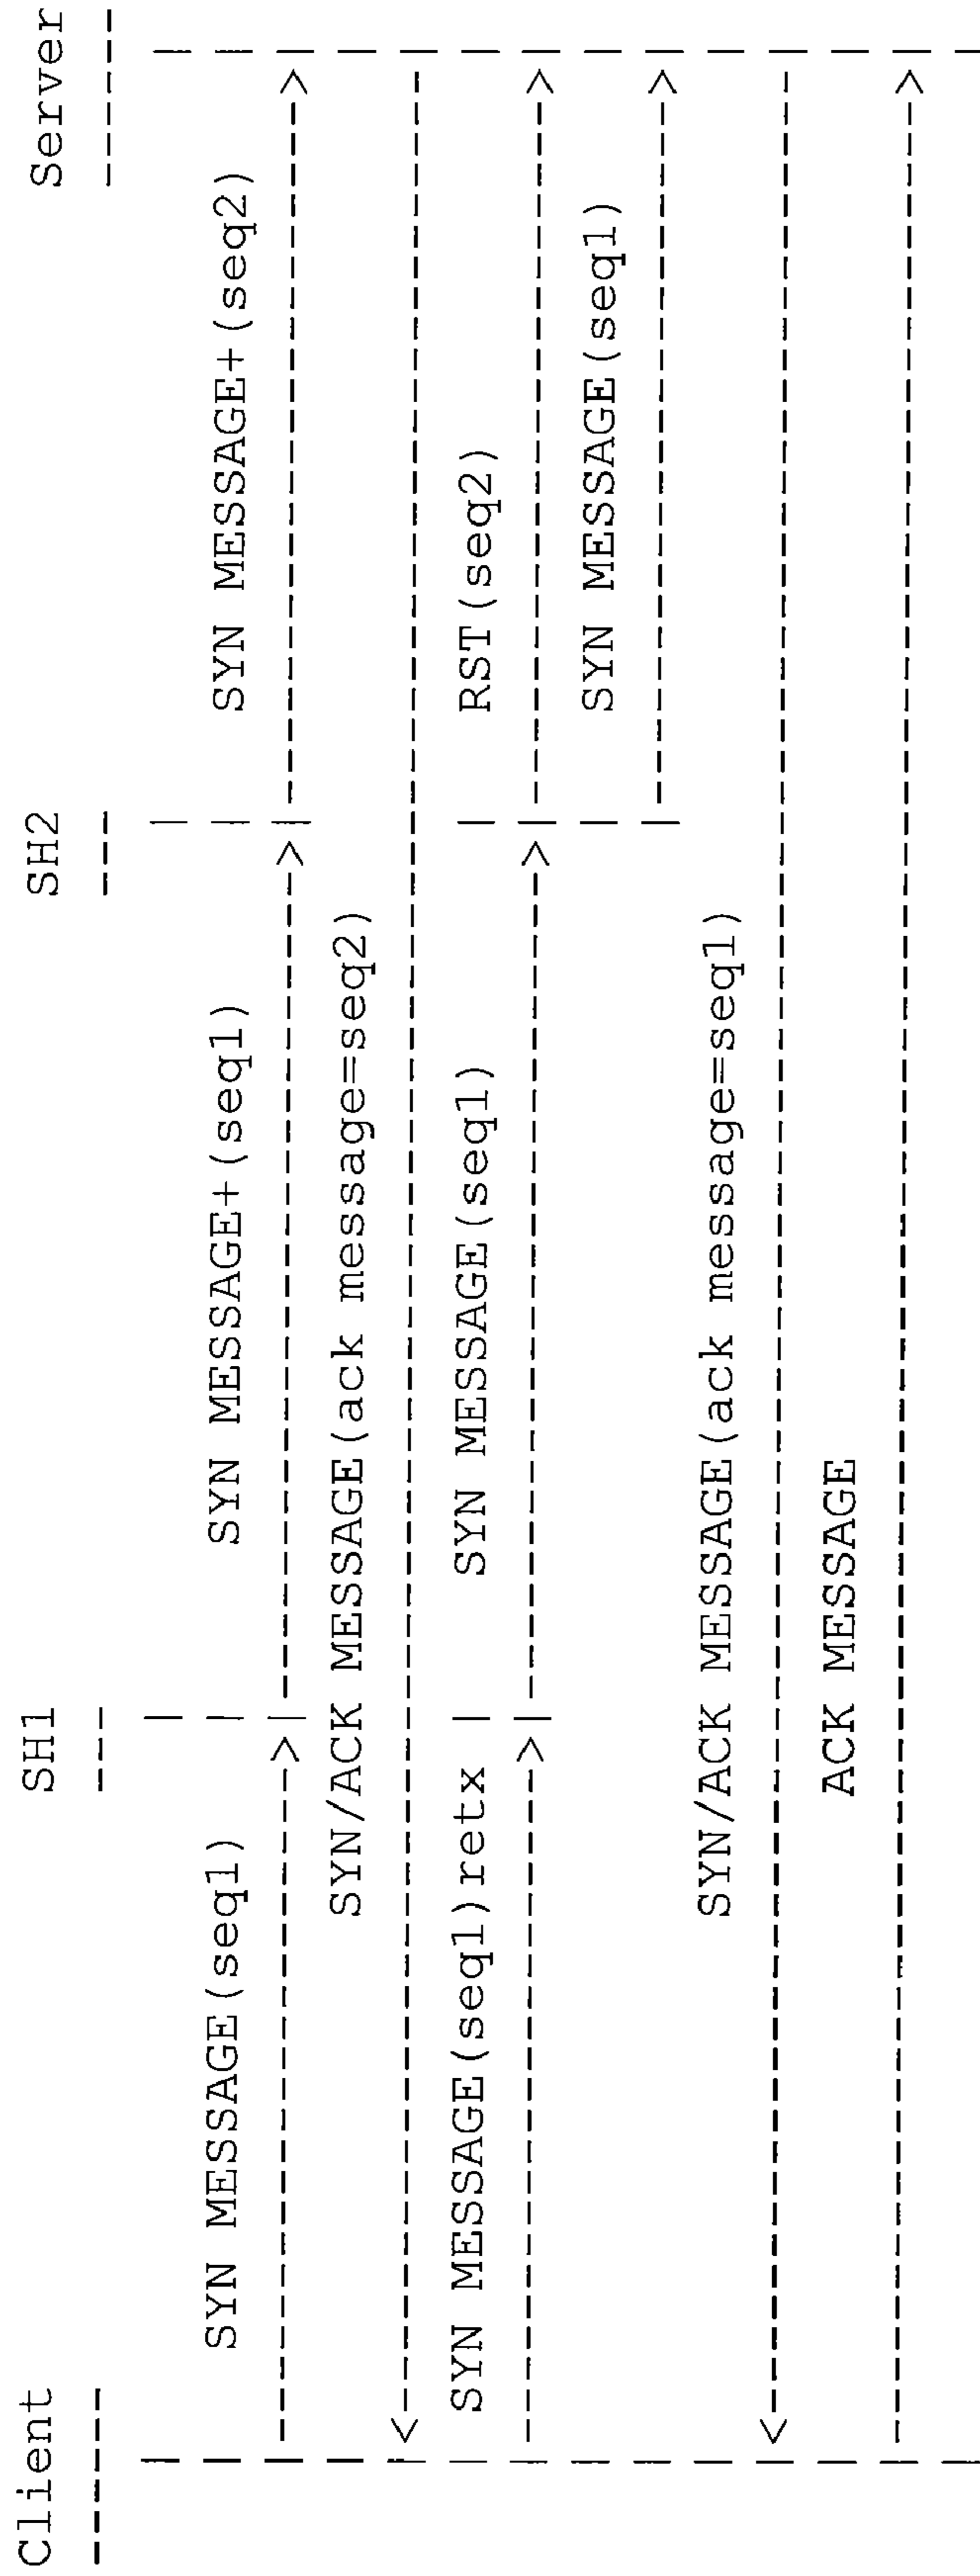 Client SH1 SH2 Server
SYN MESSAGE(seq1) SYN MESSAGE+(seq1) SYN MESSAGE+(seq2)
SYN/ACK MESSAGE(ack message=seq2)
SYN MESSAGE(seq1)retx SYN MESSAGE(seq1) RST(seq2)
SYN MESSAGE(seq1)
SYN/ACK MESSAGE(ack message=seq1)
ACK MESSAGE